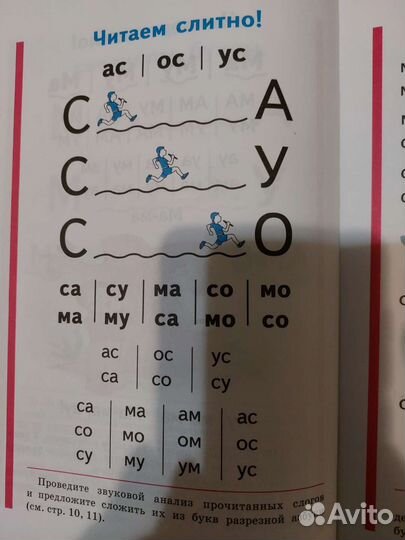 Читаем слитно!
ас | ос | ус
С А
С У
С О
са | су | ма | со | мо
ма | му | са | мо | со
ас | ос | ус
са | со | су
са | ма | ам | ас
со | мо | ом | ос
су | му | ум | ус
Проведите звуковой анализ прочитанных слогов
и предложите сложить их из букв разрезной
(см. стр. 10, 11).
Avito